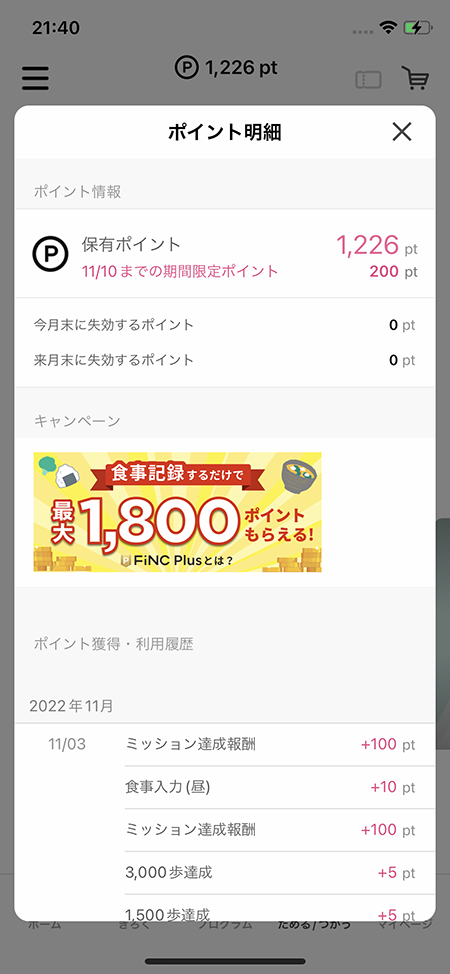 21:40
P 1,226 pt
ポイント明細
ポイント情報
P 保有ポイント 1,226 pt
11/10までの期間限定ポイント 200 pt
今月末に失効するポイント 0 pt
来月末に失効するポイント 0 pt
キャンペーン
食事記録するだけで
最大1,800ポイントもらえる!
P FiNC Plusとは?
ポイント獲得・利用履歴
2022年11月
11/03 ミッション達成報酬 +100 pt
食事入力(昼) +10 pt
ミッション達成報酬 +100 pt
3,000歩達成 +5 pt
1,500歩達成 +5 pt
ホーム きろく プログラム ためる/つかう マイページ